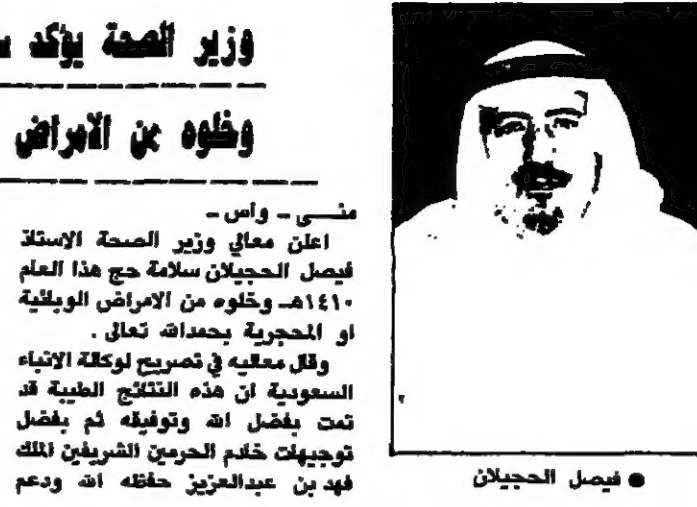 وزير الصحة يؤكد
وخلوه من الامراض
منــى - واس -
اعلن معالي وزير الصحة الاستاذ
فيصل الحجيلان سلامة حج هذا العام
١٤١٠هـ وخلوه من الامراض الوبائية
او المحجرية بحمدالله تعالى .
وقال معاليه في تصريح لوكالة الانباء
السعودية ان هذه النتائج الطيبة قد
تمت بفضل الله وتوفيقه ثم بفضل
توجيهات خادم الحرمين الشريفين الملك
فهد بن عبدالعزيز حفظه الله ودعم
● فيصل الحجيلان